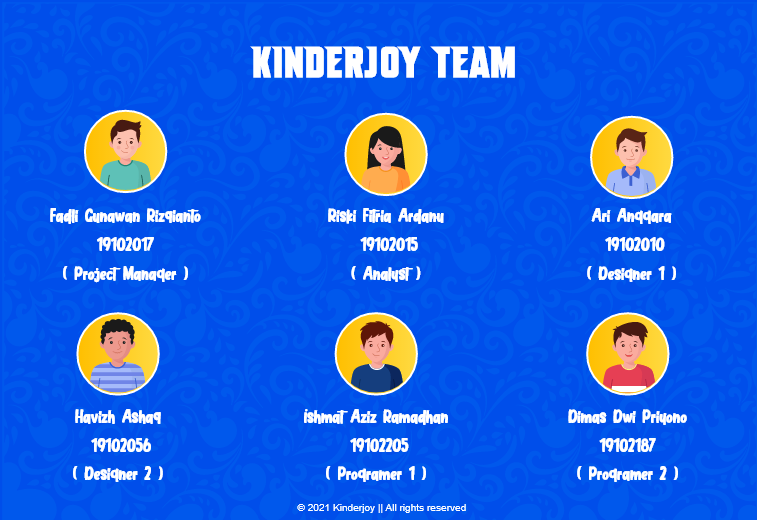 KINDERJOY TEAM
Fadli Gunawan Rizqianto
19102017
( Project Manager )
Riski Fitria Ardanu
19102015
( Analyst )
Ari Anggara
19102010
( Designer 1 )
Havizh Ashaq
19102056
( Designer 2 )
ishmat Aziz Ramadhan
19102205
( Programer 1 )
Dimas Dwi Priyono
19102187
( Programer 2 )
© 2021 Kinderjoy || All rights reserved